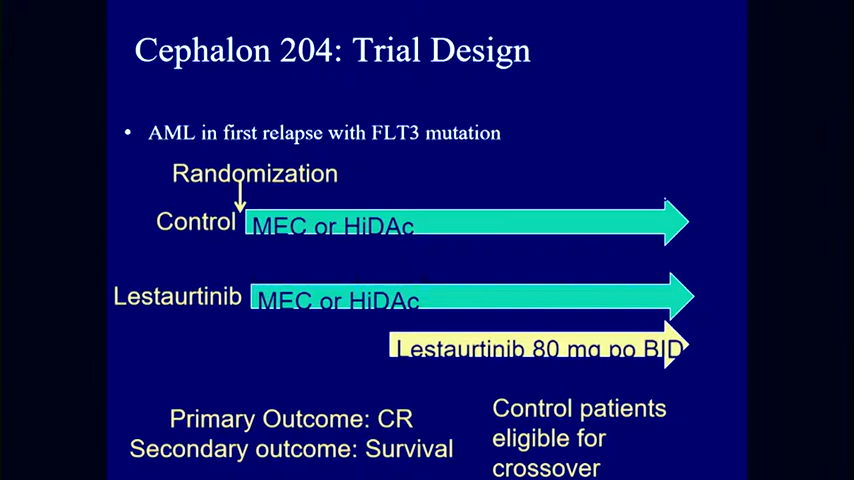 Cephalon 204: Trial Design
• AML in first relapse with FLT3 mutation
Randomization
Control
MEC or HiDAc
Lestaurtinib
MEC or HiDAc
Lestaurtinib 80 mg po BID
Primary Outcome: CR
Secondary outcome: Survival
Control patients
eligible for
crossover